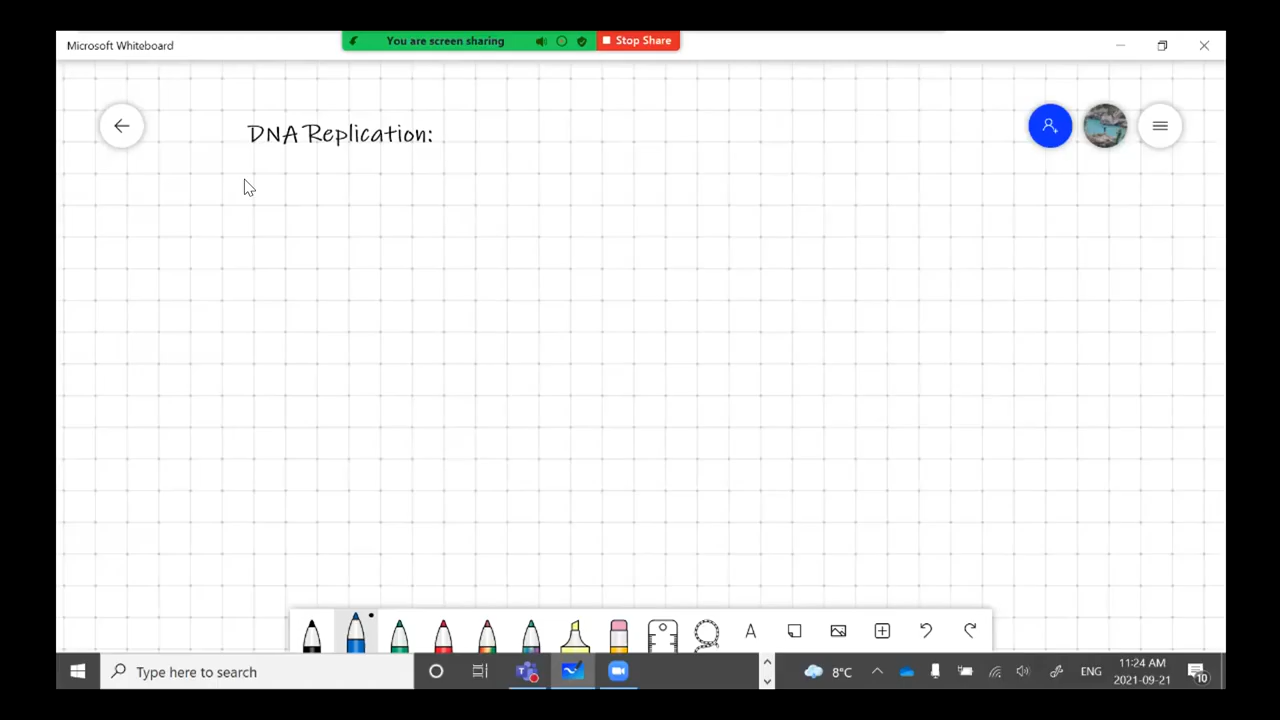 Microsoft Whiteboard
You are screen sharing
Stop Share
DNA Replication:
A
Type here to search
8°C
ENG
11:24 AM
2021-09-21
10